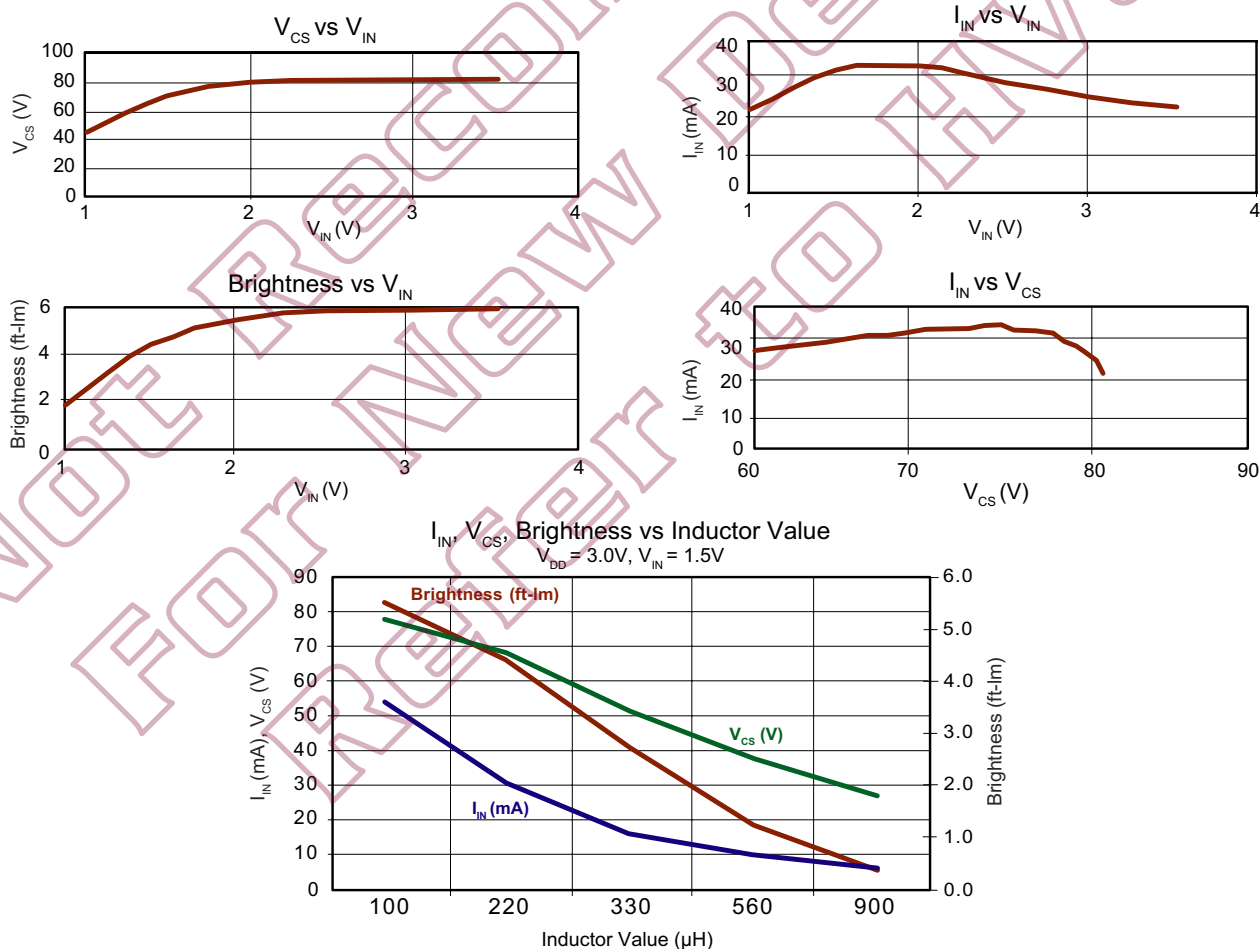 V_CS vs V_IN
V_CS (V)
100
80
60
40
20
0
1 2 3 4
V_IN (V)
I_IN vs V_IN
I_IN (mA)
40
30
20
10
0
1 2 3 4
V_IN (V)
Brightness vs V_IN
Brightness (ft-lm)
6
4
2
0
1 2 3 4
V_IN (V)
I_IN vs V_CS
I_IN (mA)
40
30
20
10
0
60 70 80 90
V_CS (V)
I_IN, V_CS, Brightness vs Inductor Value
V_DD = 3.0V, V_IN = 1.5V
I_IN (mA), V_CS (V)
90
80
70
60
50
40
30
20
10
0
Brightness (ft-lm)
V_CS (V)
I_IN (mA)
6.0
5.0
4.0
3.0
2.0
1.0
0.0
Brightness (ft-lm)
100 220 330 560 900
Inductor Value (µH)
Not Recom
For New De
Refer to HV